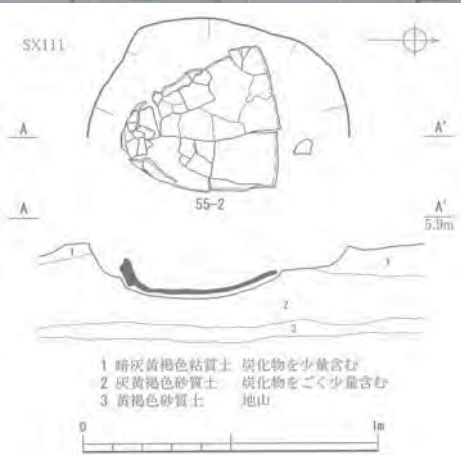 SX111
A A'
55-2
A A'
5.9m
1 1
2
3
1 暗灰黄褐色粘質土 炭化物を少量含む
2 灰黄褐色砂質土 炭化物をごく少量含む
3 黄褐色砂質土 地山
0 1m